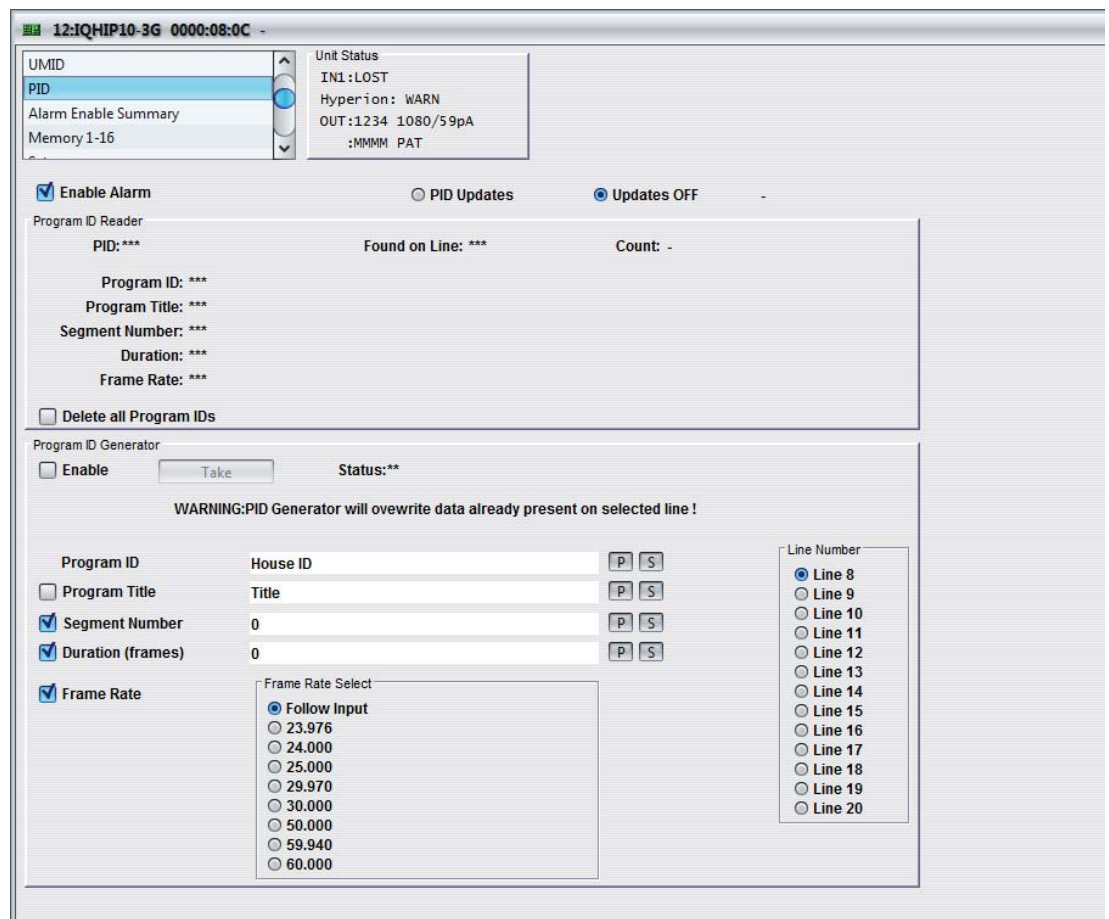 12:IQHIP10-3G 0000:08:0C -
UMID
PID
Alarm Enable Summary
Memory 1-16
Unit Status
IN1:LOST
Hyperion: WARN
OUT:1234 1080/59pA
:MMMM PAT
Enable Alarm
PID Updates
Updates OFF
-
Program ID Reader
PID:***
Found on Line: ***
Count: -
Program ID: ***
Program Title: ***
Segment Number: ***
Duration: ***
Frame Rate: ***
Delete all Program IDs
Program ID Generator
Enable
Take
Status:**
WARNING:PID Generator will ovewrite data already present on selected line !
Program ID
House ID
P S
Program Title
Title
P S
Segment Number
0
P S
Duration (frames)
0
P S
Frame Rate
Frame Rate Select
Follow Input
23.976
24.000
25.000
29.970
30.000
50.000
59.940
60.000
Line Number
Line 8
Line 9
Line 10
Line 11
Line 12
Line 13
Line 14
Line 15
Line 16
Line 17
Line 18
Line 19
Line 20